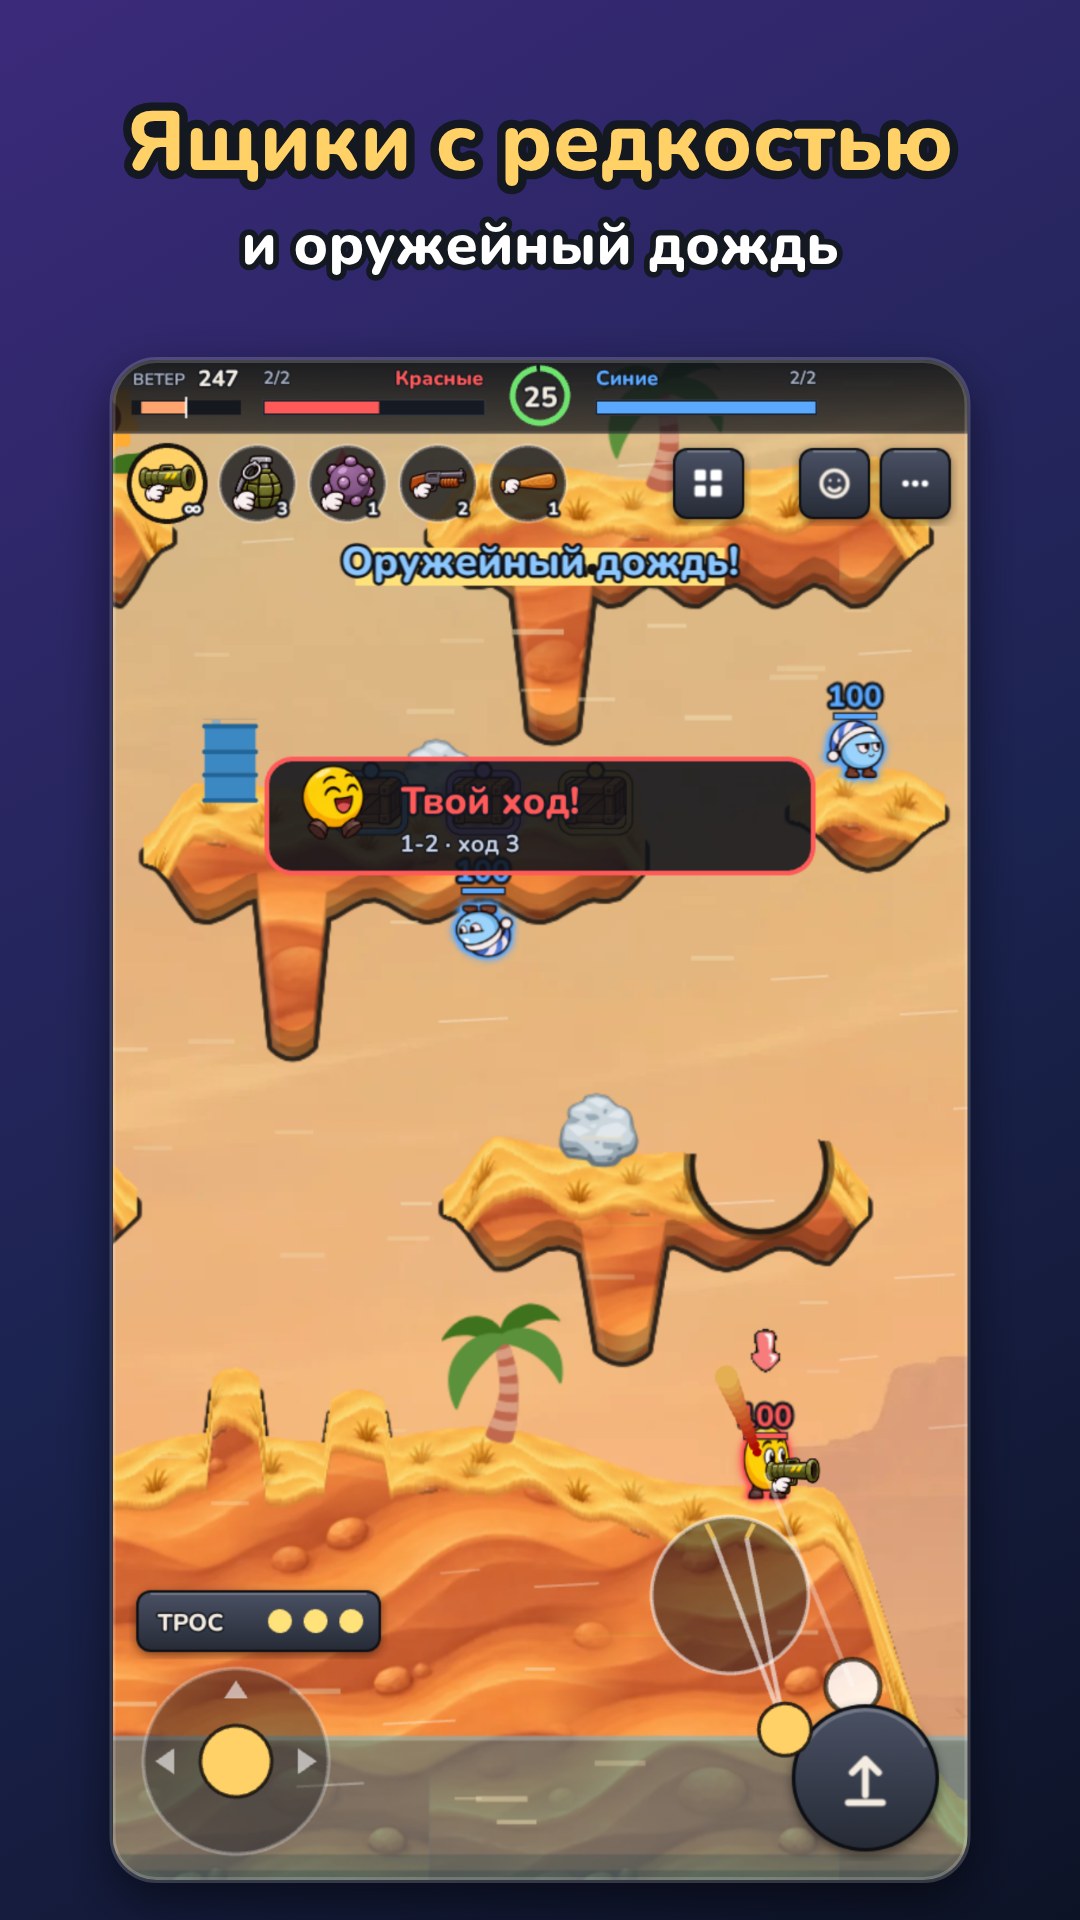 Ящики с редкостью
и оружейный дождь
ВЕТЕР 247 2/2 Красные 25 Синие 2/2
∞ 3 1 2 1
Оружейный дождь!
100
Твой ход!
1-2 · ход 3
100
100
ТРОС